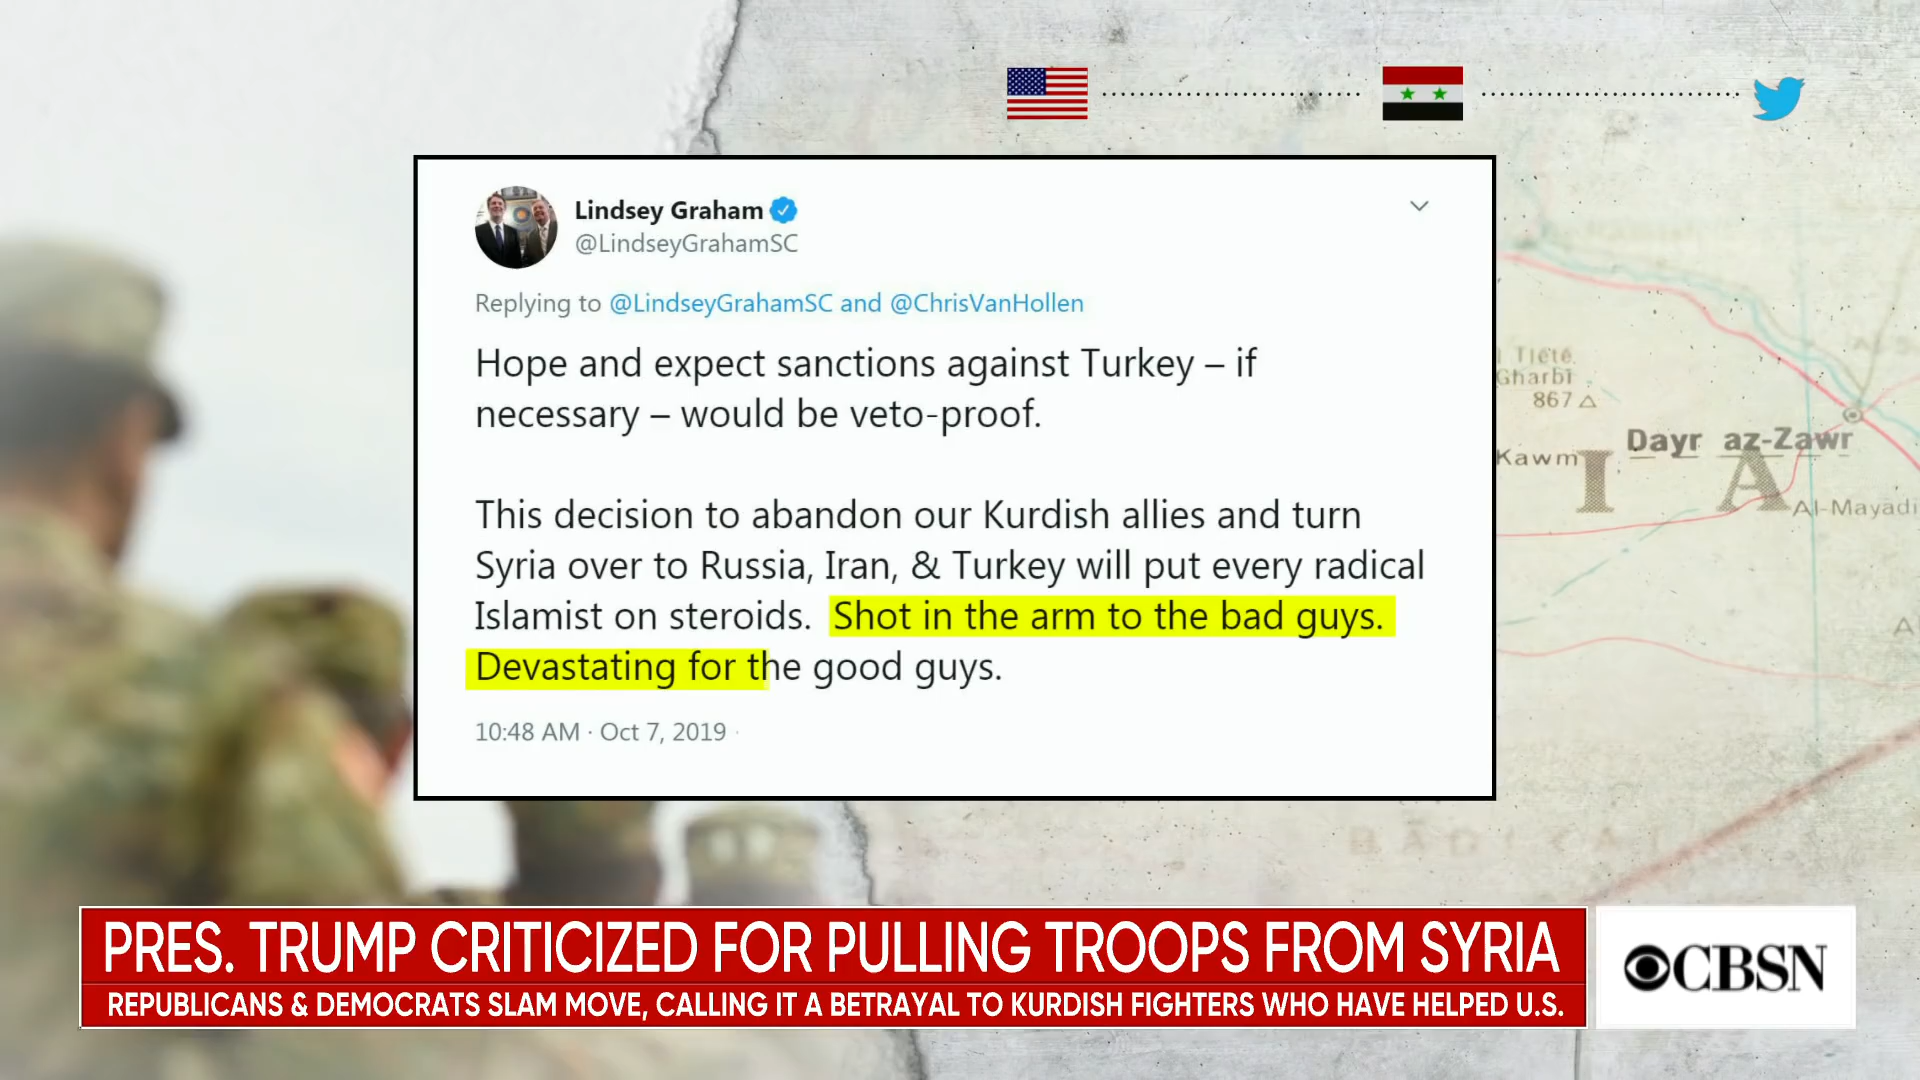 Lindsey Graham
@LindseyGrahamSC
Replying to @LindseyGrahamSC and @ChrisVanHollen
Hope and expect sanctions against Turkey – if
necessary – would be veto-proof.
This decision to abandon our Kurdish allies and turn
Syria over to Russia, Iran, & Turkey will put every radical
Islamist on steroids. Shot in the arm to the bad guys.
Devastating for the good guys.
10:48 AM · Oct 7, 2019 ·
Gharbi
867
Kawm
Dayr az-Zawr
I A
Al-Mayadi
PRES. TRUMP CRITICIZED FOR PULLING TROOPS FROM SYRIA
REPUBLICANS & DEMOCRATS SLAM MOVE, CALLING IT A BETRAYAL TO KURDISH FIGHTERS WHO HAVE HELPED U.S.
CBSN